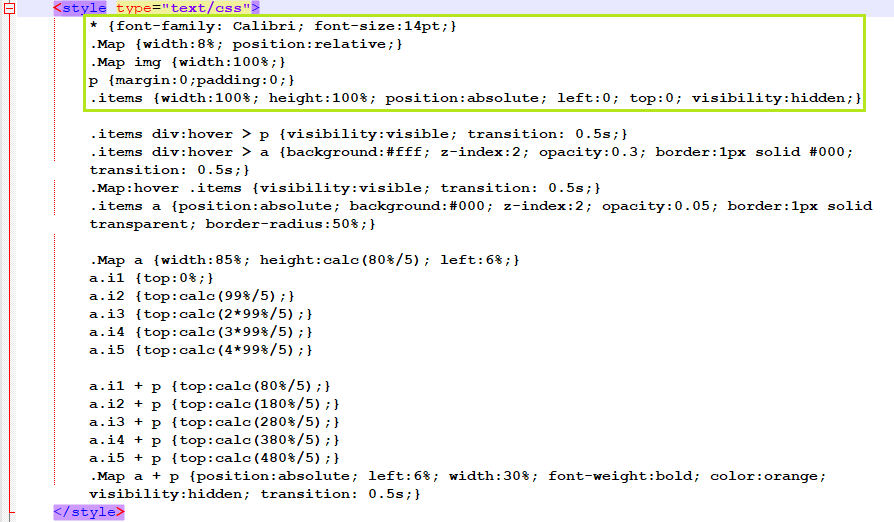 <style type="text/css">
* {font-family: Calibri; font-size:14pt;}
.Map {width:8%; position:relative;}
.Map img {width:100%;}
p {margin:0;padding:0;}
.items {width:100%; height:100%; position:absolute; left:0; top:0; visibility:hidden;}
.items div:hover > p {visibility:visible; transition: 0.5s;}
.items div:hover > a {background:#fff; z-index:2; opacity:0.3; border:1px solid #000;
transition: 0.5s;}
.Map:hover .items {visibility:visible; transition: 0.5s;}
.items a {position:absolute; background:#000; z-index:2; opacity:0.05; border:1px solid
transparent; border-radius:50%;}
.Map a {width:85%; height:calc(80%/5); left:6%;}
a.i1 {top:0%;}
a.i2 {top:calc(99%/5);}
a.i3 {top:calc(2*99%/5);}
a.i4 {top:calc(3*99%/5);}
a.i5 {top:calc(4*99%/5);}
a.i1 + p {top:calc(80%/5);}
a.i2 + p {top:calc(180%/5);}
a.i3 + p {top:calc(280%/5);}
a.i4 + p {top:calc(380%/5);}
a.i5 + p {top:calc(480%/5);}
.Map a + p {position:absolute; left:6%; width:30%; font-weight:bold; color:orange;
visibility:hidden; transition: 0.5s;}
</style>